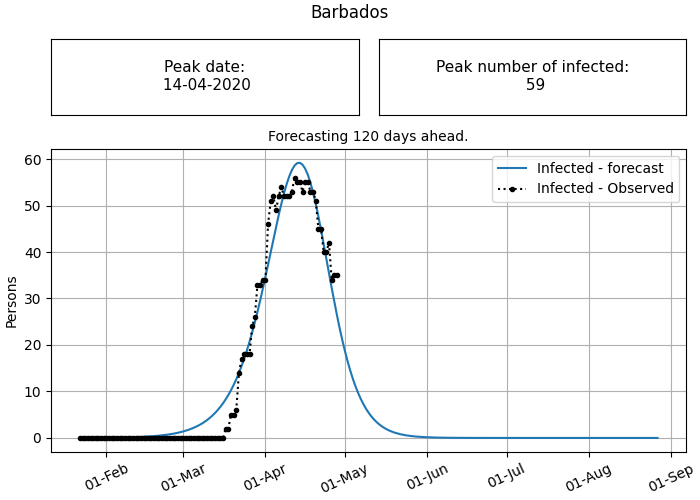 Barbados
Peak date:
14-04-2020
Peak number of infected:
59
Forecasting 120 days ahead.
60
50
40
30
20
10
0
Persons
Infected - forecast
Infected - Observed
01-Feb
01-Mar
01-Apr
01-May
01-Jun
01-Jul
01-Aug
01-Sep